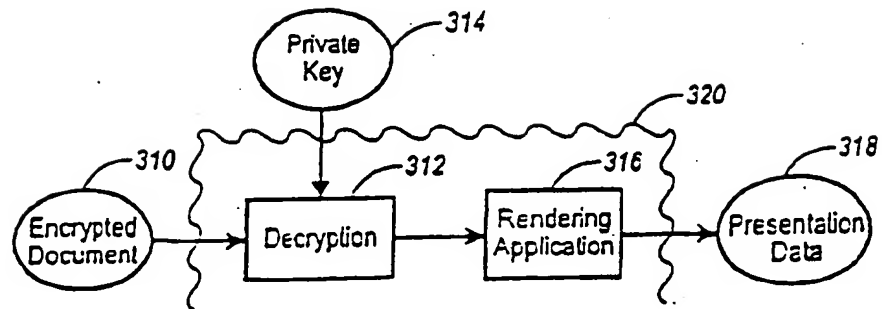 Private
Key
314
320
310
312
316
318
Encrypted
Document
Decryption
Rendering
Application
Presentation
Data